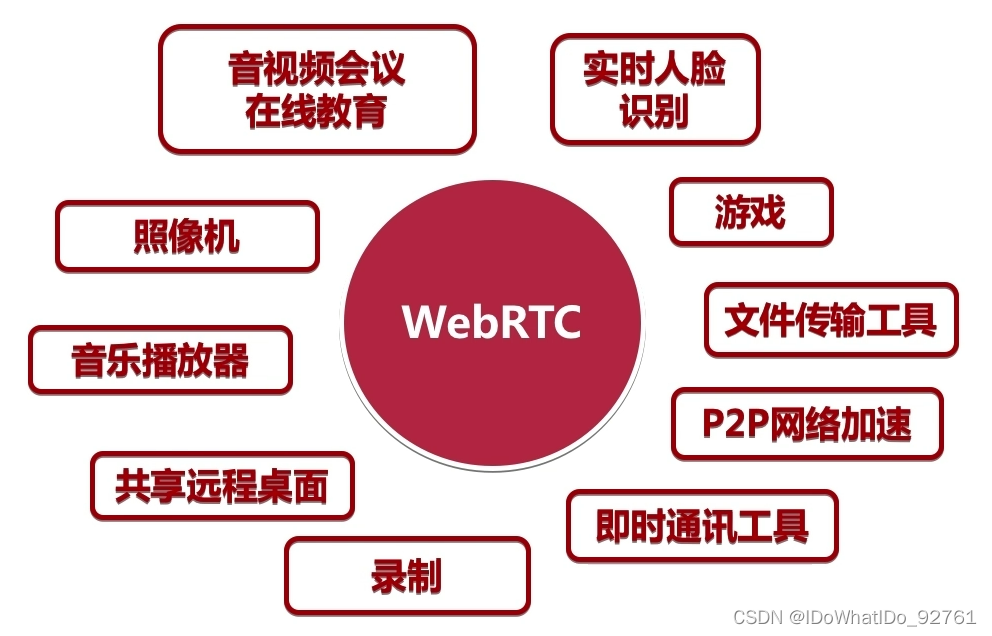 音视频会议
在线教育
实时人脸
识别
照像机
游戏
WebRTC
文件传输工具
音乐播放器
P2P网络加速
共享远程桌面
即时通讯工具
录制
CSDN @IDoWhatIDo_92761